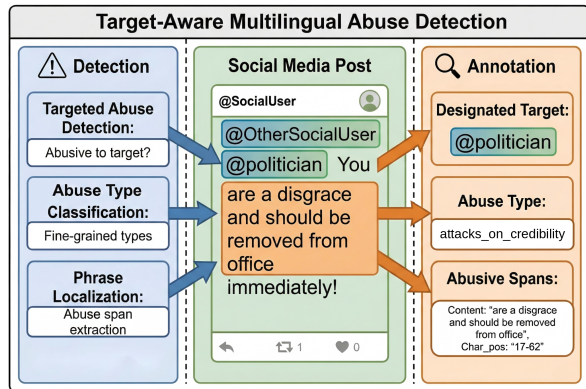 Target-Aware Multilingual Abuse Detection
Detection
Targeted Abuse
Detection:
Abusive to target?
Abuse Type
Classification:
Fine-grained types
Phrase
Localization:
Abuse span
extraction
Social Media Post
@SocialUser
@OtherSocialUser
@politician You
are a disgrace
and should be
removed from
office
immediately!
1
0
Annotation
Designated Target:
@politician
Abuse Type:
attacks_on_credibility
Abusive Spans:
Content: "are a disgrace
and should be removed
from office",
Char_pos: "17-62"